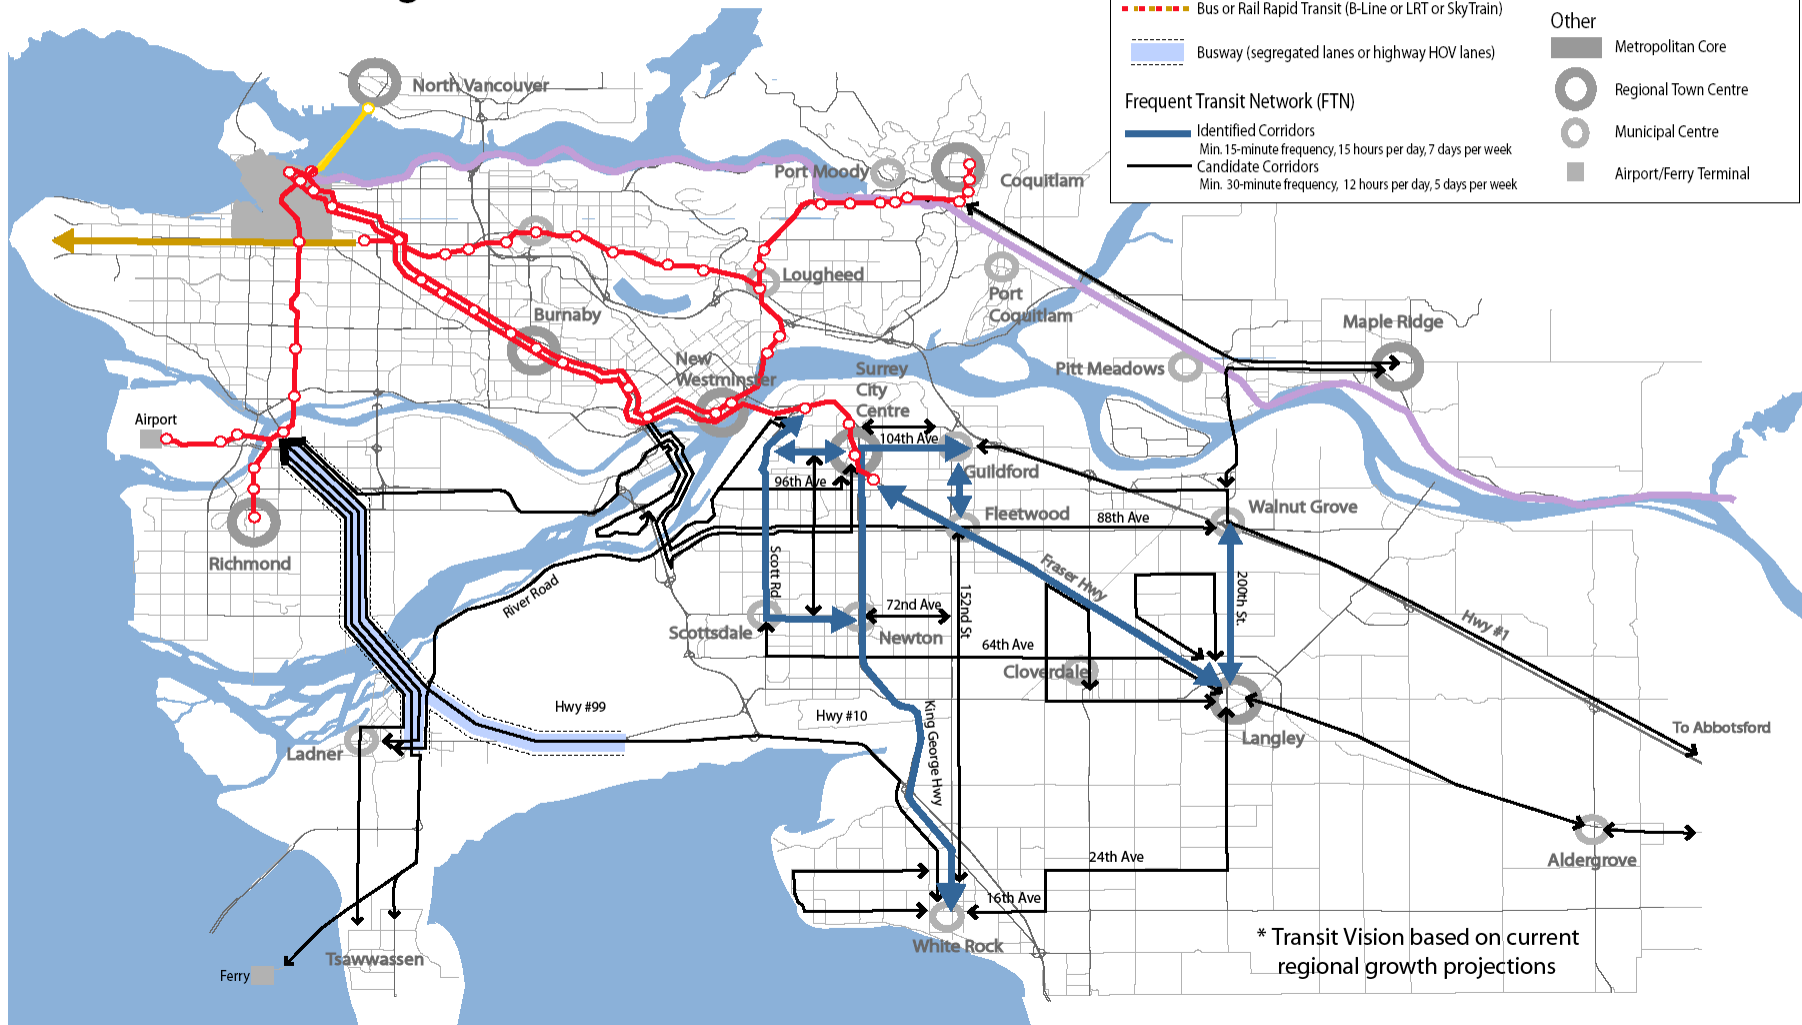 Bus or Rail Rapid Transit (B-Line or LRT or SkyTrain)
Busway (segregated lanes or highway HOV lanes)
Frequent Transit Network (FTN)
Identified Corridors
Min. 15-minute frequency, 15 hours per day, 7 days per week
Candidate Corridors
Min. 30-minute frequency, 12 hours per day, 5 days per week
Other
Metropolitan Core
Regional Town Centre
Municipal Centre
Airport/Ferry Terminal
North Vancouver
Port Moody
Coquitlam
Lougheed
Port
Coquitlam
Burnaby
Maple Ridge
New
Westminster
Surrey
City
Centre
Pitt Meadows
Airport
104th Ave
Guildford
96th Ave
Fleetwood
88th Ave
Walnut Grove
Richmond
Scott Rd
Fraser Hwy
200th St.
River Road
152nd St
72nd Ave
Hwy #1
Scottsdale
Newton
64th Ave
Cloverdale
Hwy #99
Hwy #10
King George Hwy
Langley
To Abbotsford
Ladner
24th Ave
Aldergrove
16th Ave
White Rock
Tsawwassen
Ferry
* Transit Vision based on current
regional growth projections